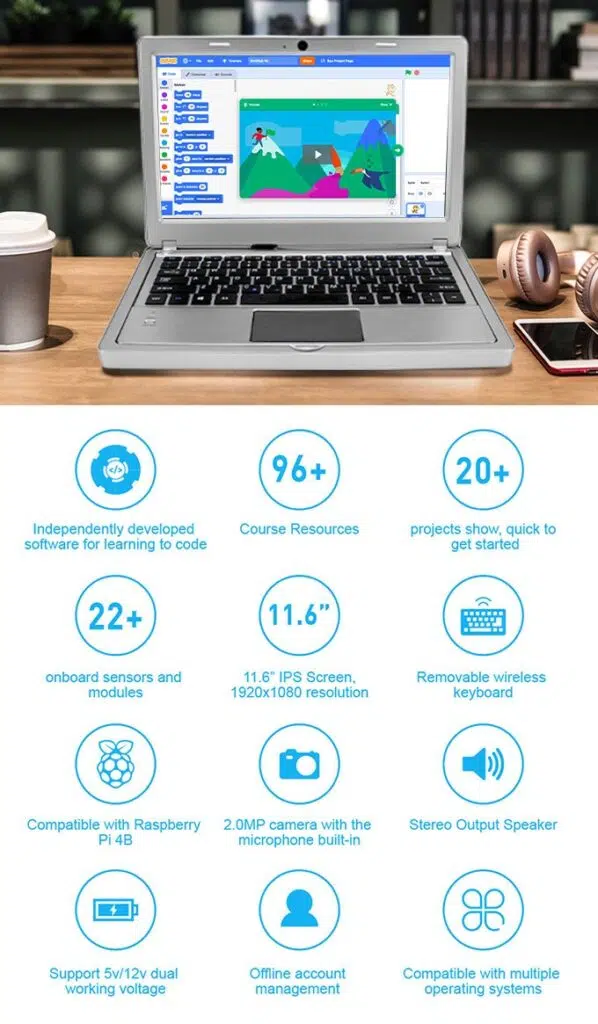 96+
20+
Independently developed
software for learning to code
Course Resources
projects show, quick to
get started
22+
11.6”
onboard sensors and
modules
11.6” IPS Screen,
1920x1080 resolution
Removable wireless
keyboard
Compatible with Raspberry
Pi 4B
2.0MP camera with the
microphone built-in
Stereo Output Speaker
Support 5v/12v dual
working voltage
Offline account
management
Compatible with multiple
operating systems